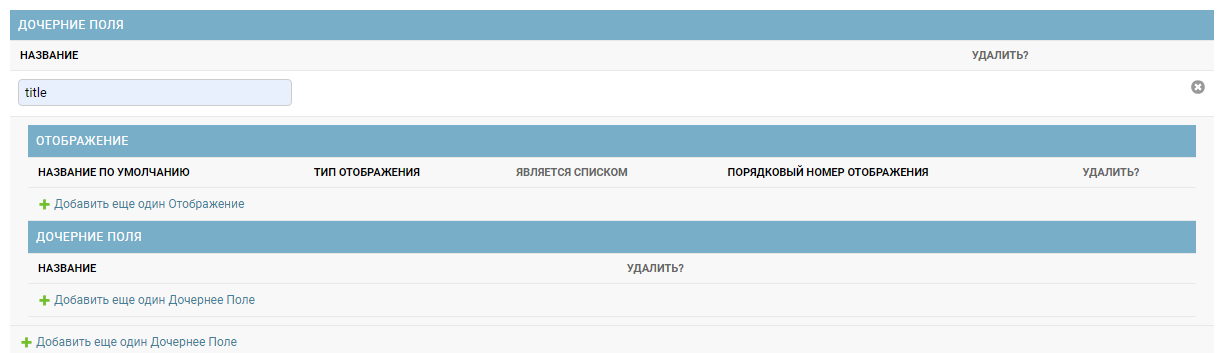 ДОЧЕРНИЕ ПОЛЯ
НАЗВАНИЕ УДАЛИТЬ?
title
ОТОБРАЖЕНИЕ
НАЗВАНИЕ ПО УМОЛЧАНИЮ ТИП ОТОБРАЖЕНИЯ ЯВЛЯЕТСЯ СПИСКОМ ПОРЯДКОВЫЙ НОМЕР ОТОБРАЖЕНИЯ УДАЛИТЬ?
Добавить еще один Отображение
ДОЧЕРНИЕ ПОЛЯ
НАЗВАНИЕ УДАЛИТЬ?
Добавить еще один Дочернее Поле
Добавить еще один Дочернее Поле